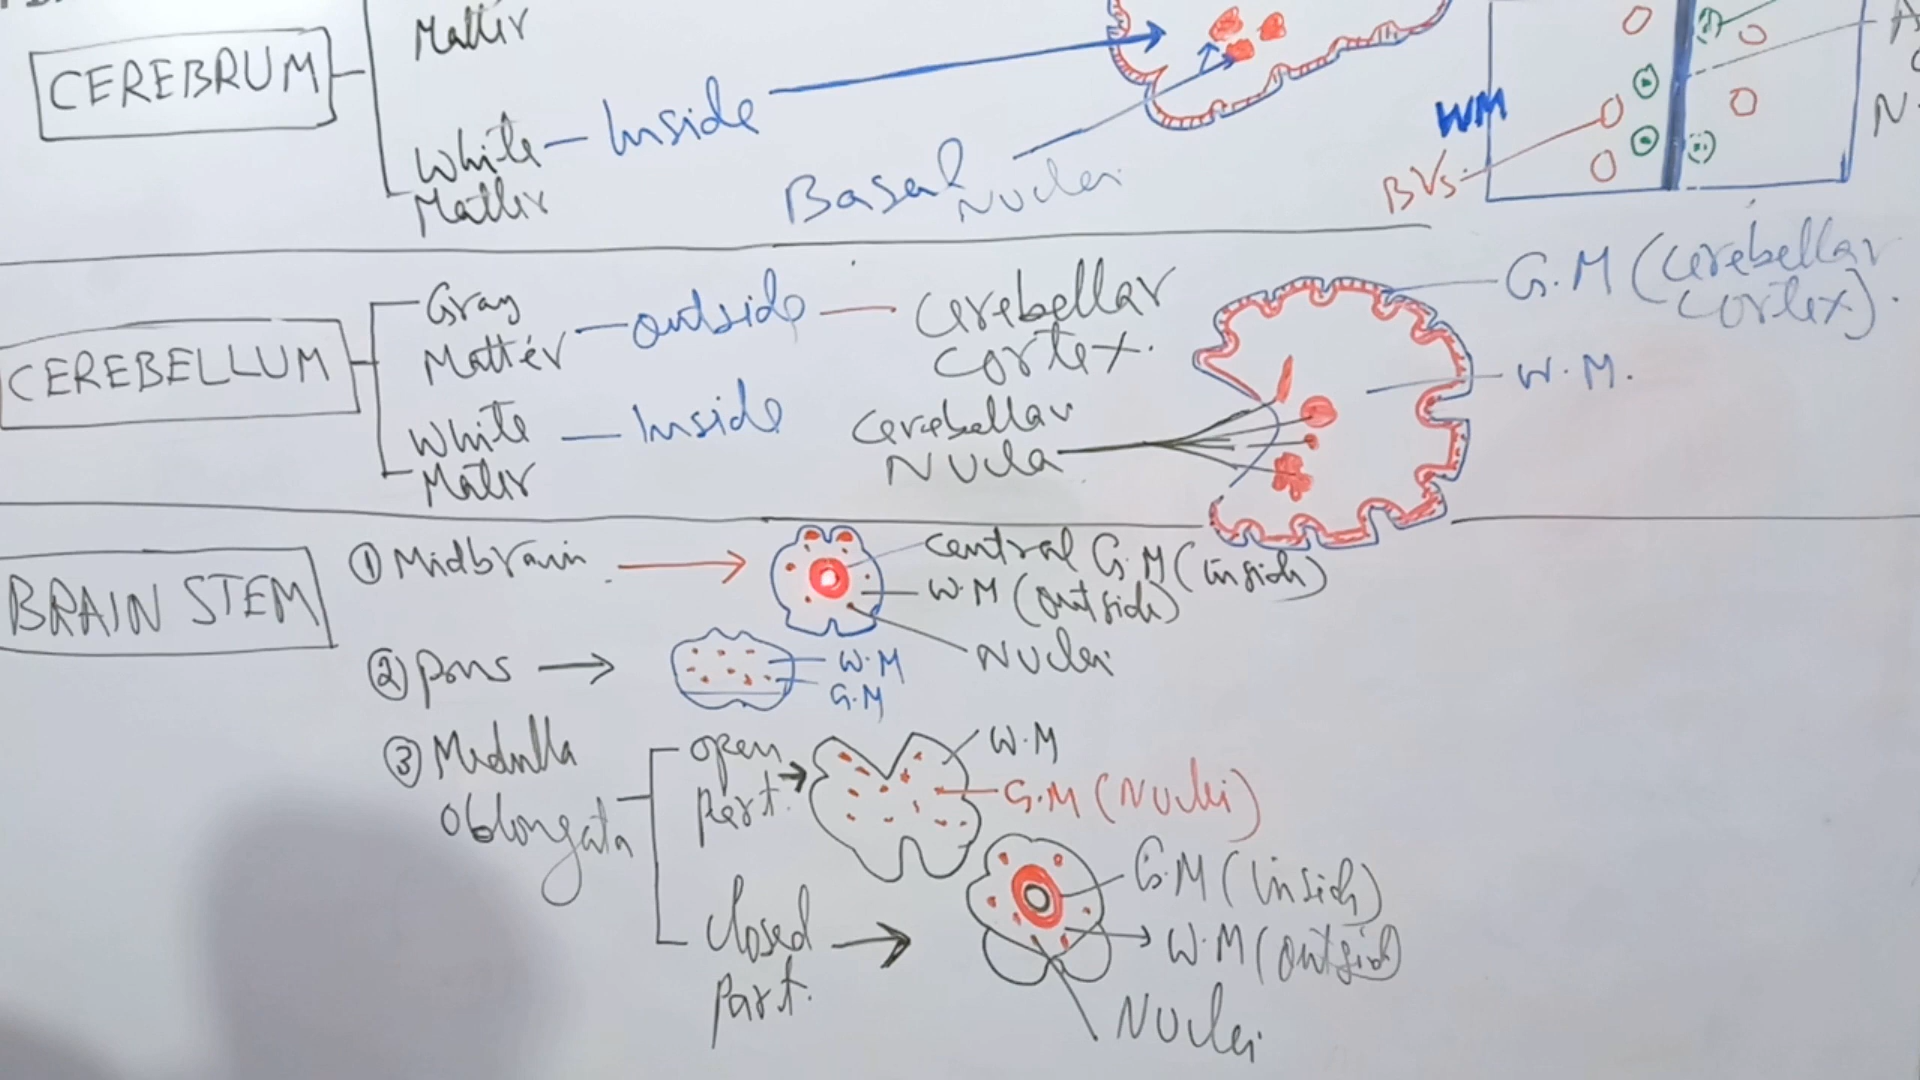 Matter
CEREBRUM
White — Inside
Matter
Basal
Nuclei
WM
BVs
N
Gray
Matter — outside — Cerebellar
cortex.
CEREBELLUM
White — Inside
Matter
Cerebellar
Nucla
G.M (cerebellar
cortex).
W.M.
BRAIN STEM
① Midbrain
central G.M (inside)
W.M (outside)
Nuclei
② pons
W.M
G.M
③ Medulla
oblongata
open
part.
W.M
G.M (Nuclei)
closed
part.
G.M (inside)
W.M (outside)
Nuclei